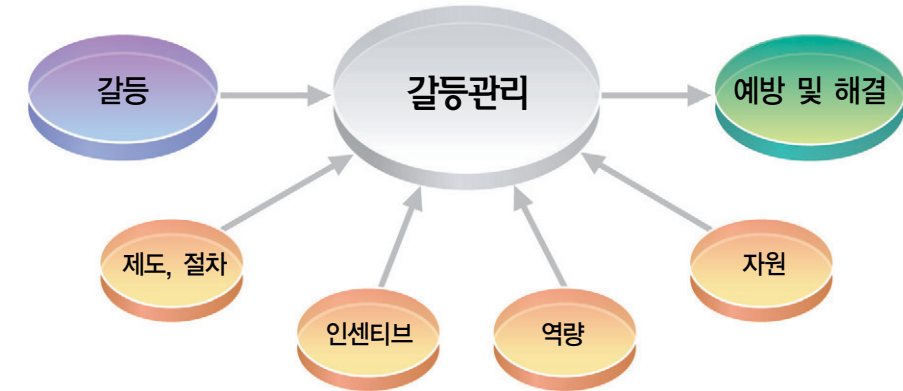 갈등
갈등관리
예방 및 해결
제도, 절차
인센티브
역량
자원